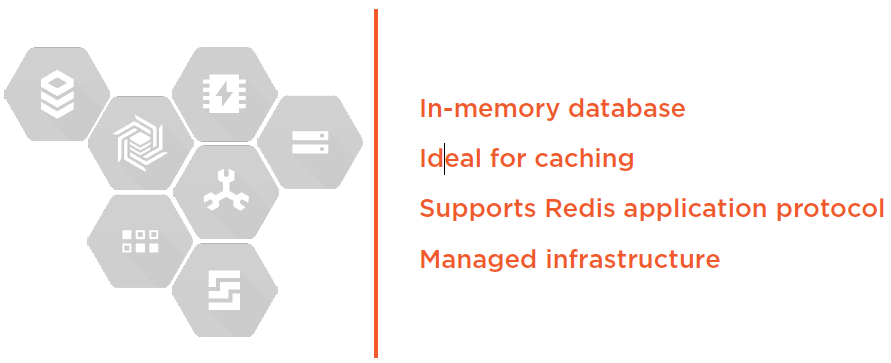 In-memory database
Ideal for caching
Supports Redis application protocol
Managed infrastructure